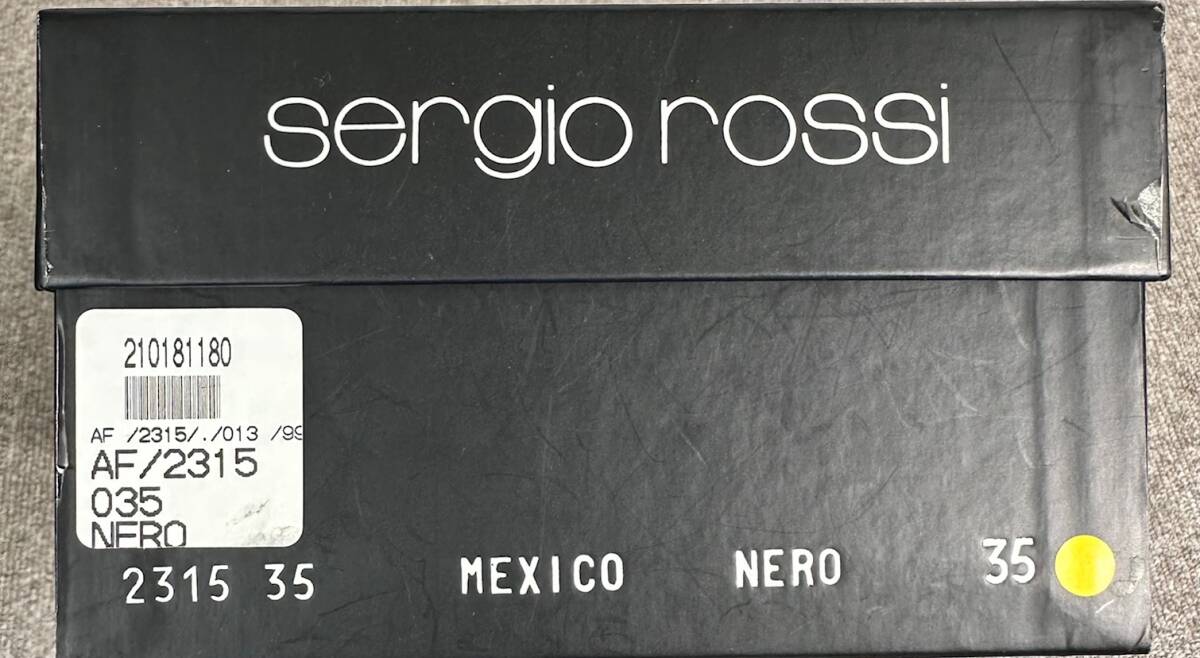 sergio rossi
210181180
AF /2315/./013 /99
AF/2315
035
NERO
2315 35 MEXICO NERO 35